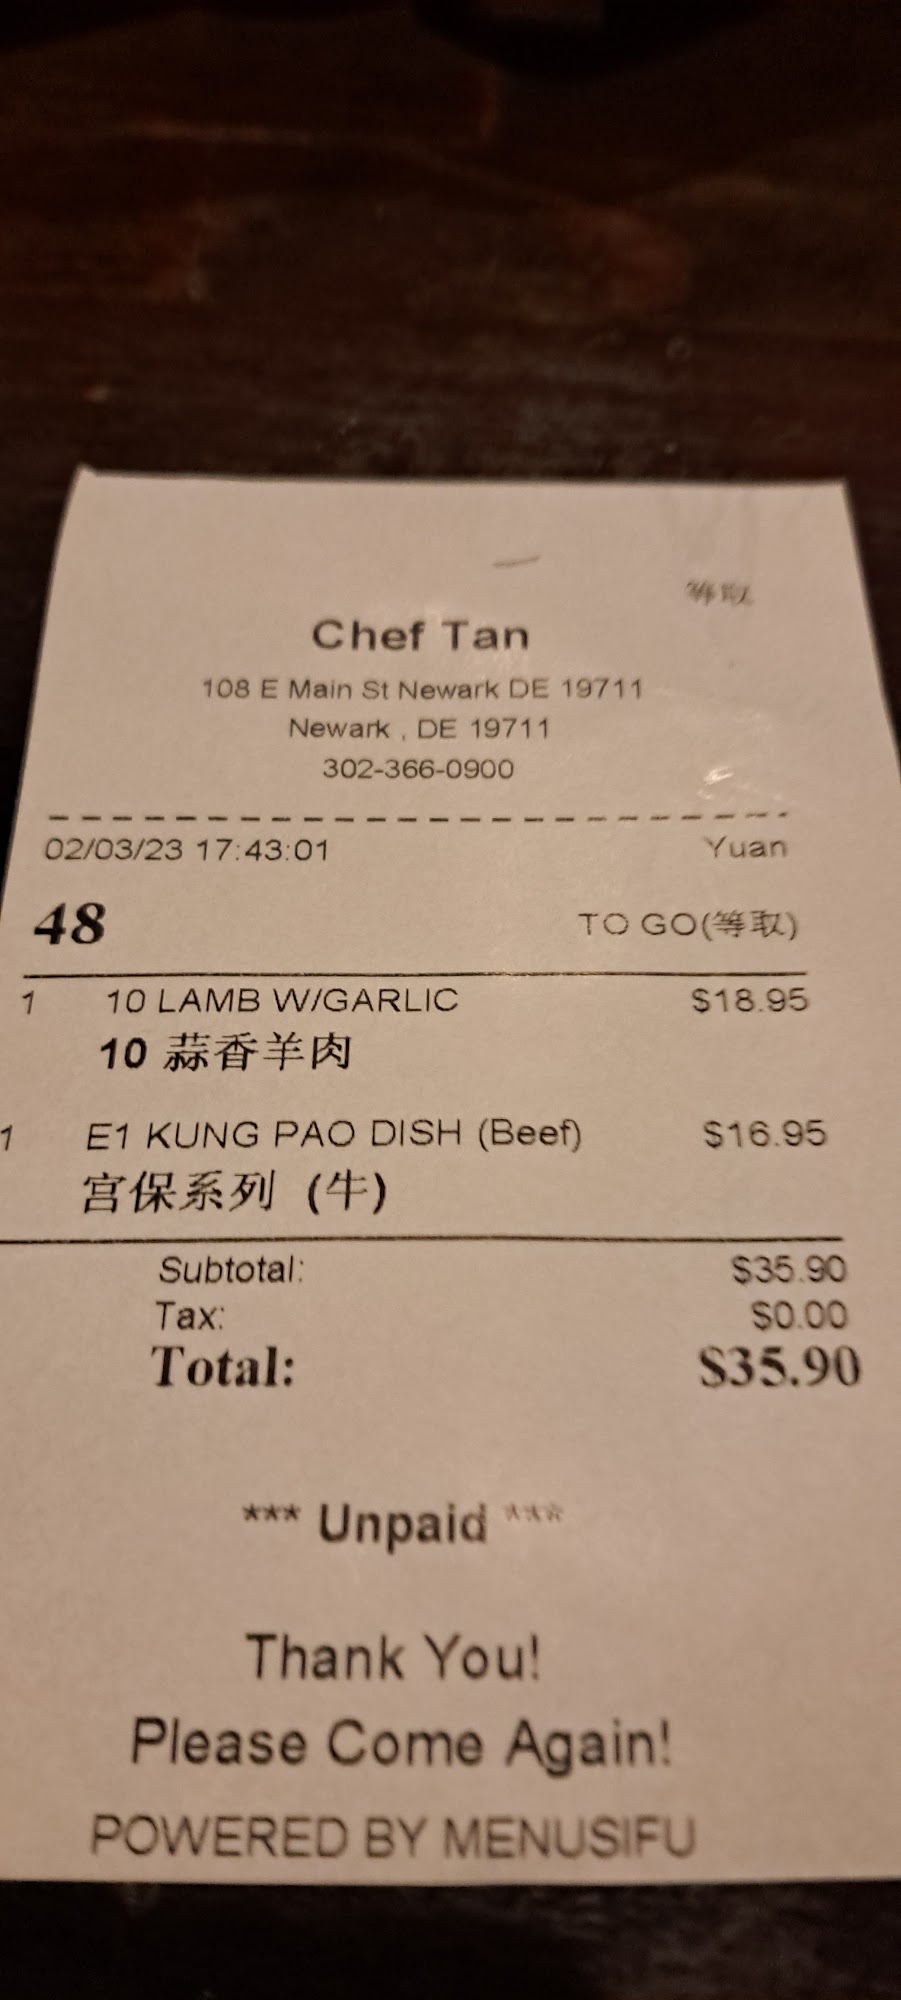 等取
Chef Tan
108 E Main St Newark DE 19711
Newark , DE 19711
302-366-0900
02/03/23 17:43:01 Yuan
48 TO GO(等取)
1 10 LAMB W/GARLIC $18.95
10 蒜香羊肉
1 E1 KUNG PAO DISH (Beef) $16.95
宫保系列 (牛)
Subtotal: $35.90
Tax: $0.00
Total: $35.90
*** Unpaid ***
Thank You!
Please Come Again!
POWERED BY MENUSIFU